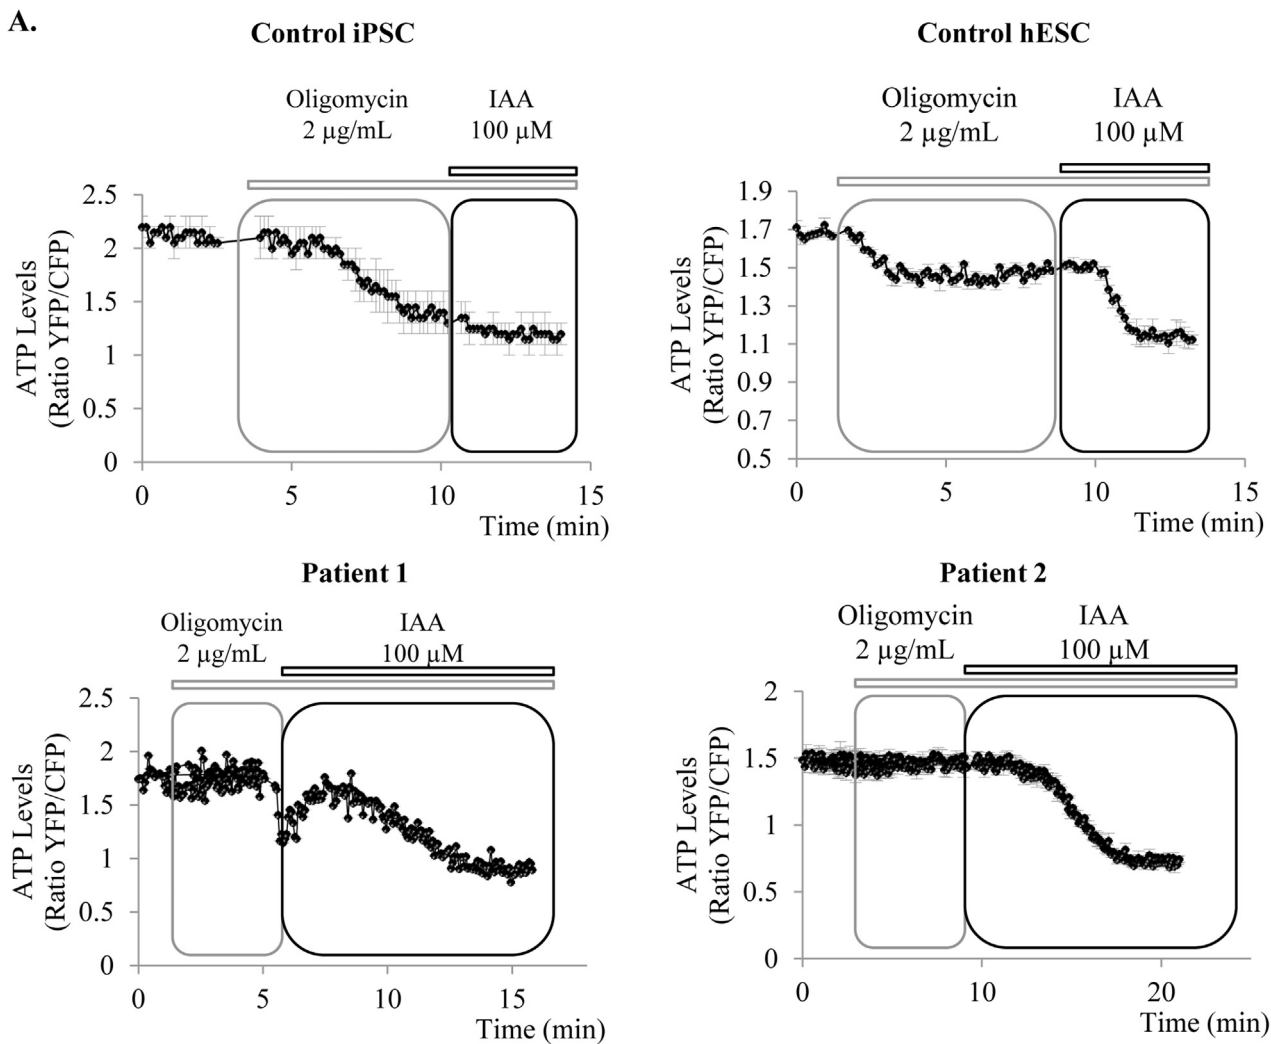 A.
Control iPSC
Oligomycin
2 µg/mL
IAA
100 µM
ATP Levels
(Ratio YFP/CFP)
2.5
2
1.5
1
0.5
0
0
5
10
15
Time (min)
Control hESC
Oligomycin
2 µg/mL
IAA
100 µM
ATP Levels
(Ratio YFP/CFP)
1.9
1.7
1.5
1.3
1.1
0.9
0.7
0.5
0
5
10
15
Time (min)
Patient 1
Oligomycin
2 µg/mL
IAA
100 µM
ATP Levels
(Ratio YFP/CFP)
2.5
2
1.5
1
0.5
0
0
5
10
15
Time (min)
Patient 2
Oligomycin
2 µg/mL
IAA
100 µM
ATP Levels
(Ratio YFP/CFP)
2
1.5
1
0.5
0
0
10
20
Time (min)